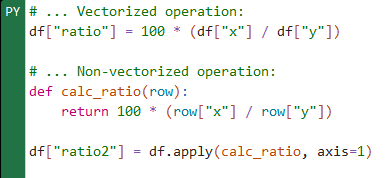 PY
# ... Vectorized operation:
df["ratio"] = 100 * (df["x"] / df["y"])
# ... Non-vectorized operation:
def calc_ratio(row):
    return 100 * (row["x"] / row["y"])
df["ratio2"] = df.apply(calc_ratio, axis=1)